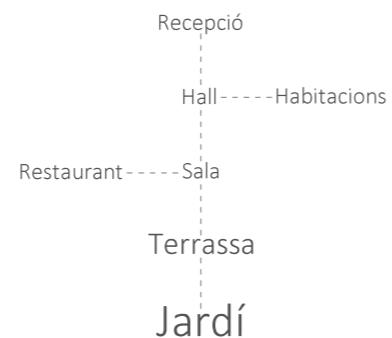 Recepció
Hall Habitacions
Restaurant Sala
Terrassa
Jardí